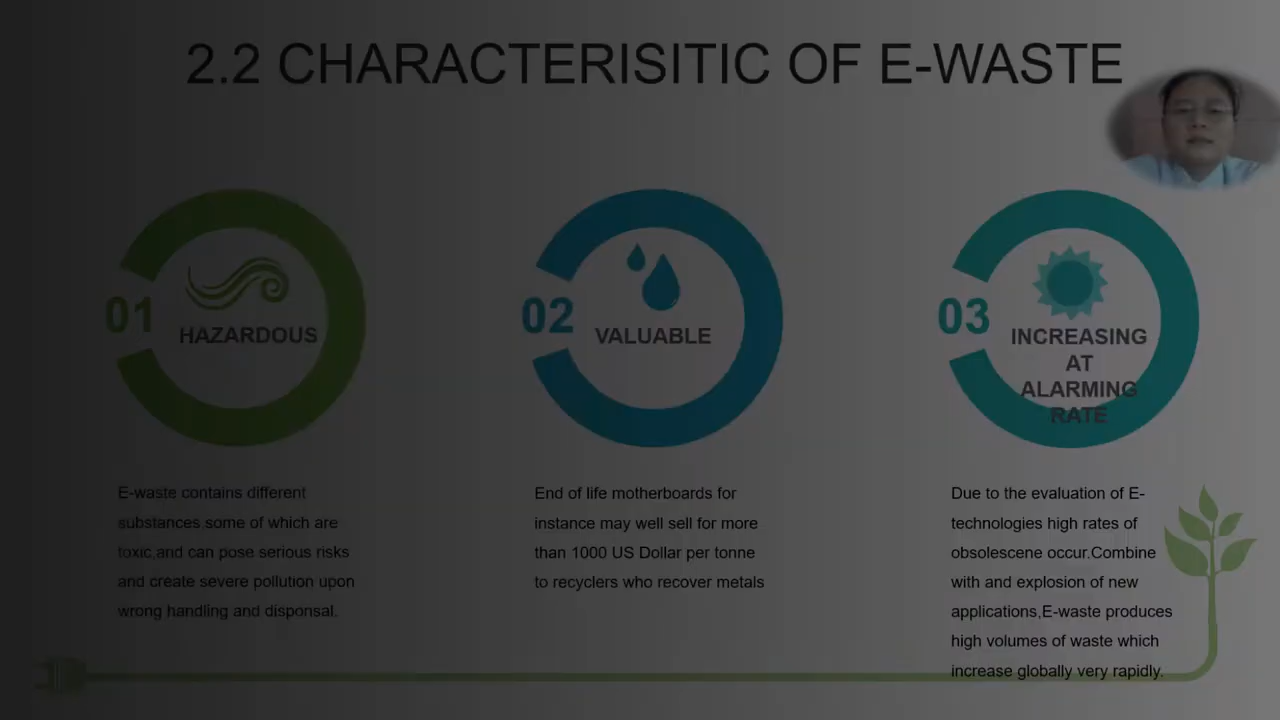 2.2 CHARACTERISITIC OF E-WASTE
01
HAZARDOUS
E-waste contains different
substances,some of which are
toxic,and can pose serious risks
and create severe pollution upon
wrong handling and disponsal.
02
VALUABLE
End of life motherboards for
instance may well sell for more
than 1000 US Dollar per tonne
to recyclers who recover metals
03
INCREASING
AT
ALARMING
RATE
Due to the evaluation of E-
technologies high rates of
obsolescene occur.Combine
with and explosion of new
applications,E-waste produces
high volumes of waste which
increase globally very rapidly.